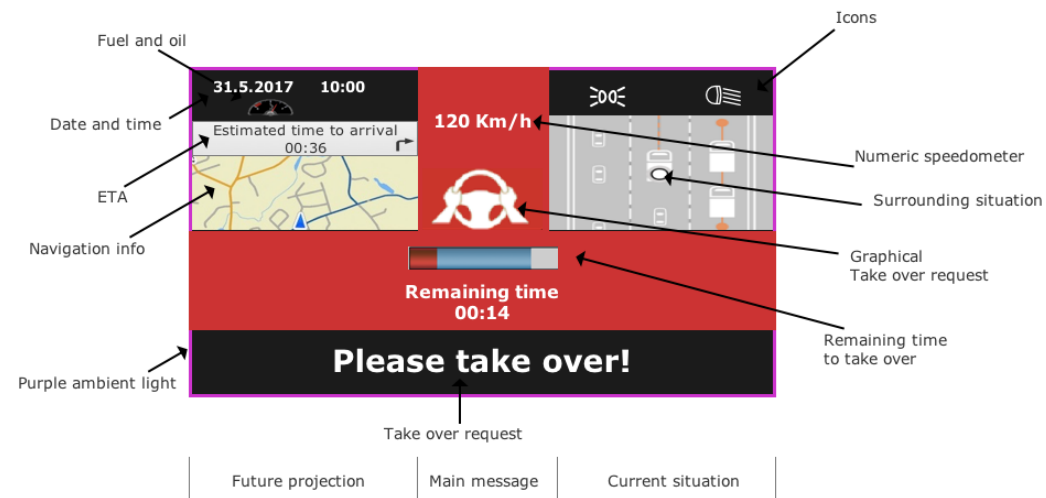 Icons
Fuel and oil
31.5.2017 10:00
Date and time
120 Km/h
Estimated time to arrival
00:36
Numeric speedometer
ETA
Surrounding situation
Navigation info
Graphical
Take over request
Remaining time
00:14
Remaining time
to take over
Please take over!
Purple ambient light
Take over request
Future projection Main message Current situation